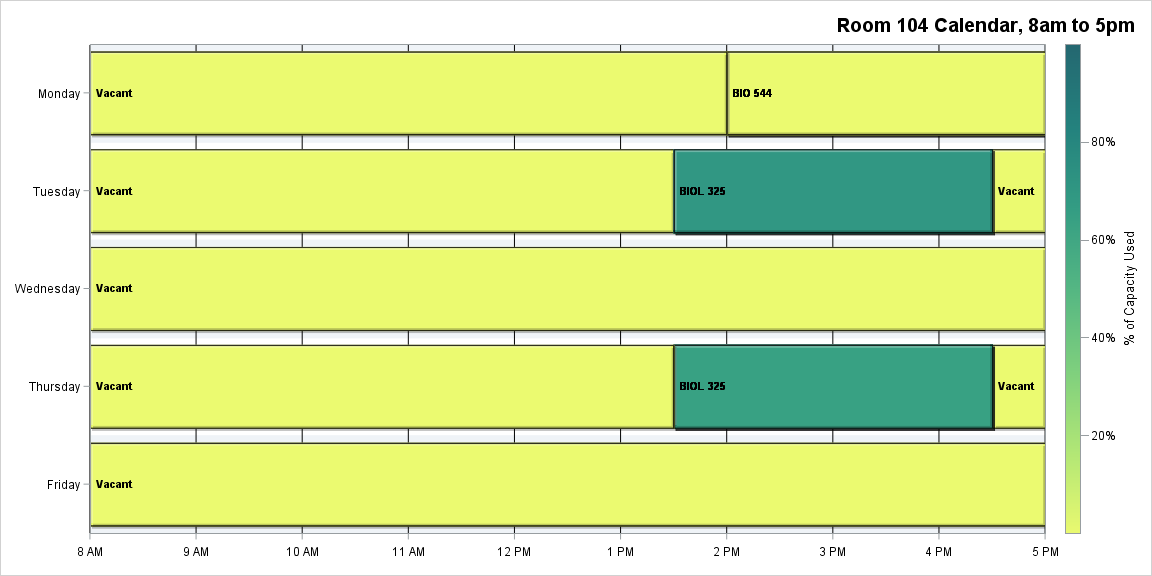 Room 104 Calendar, 8am to 5pm
Monday
Vacant
BIO 544
Tuesday
Vacant
BIOL 325
Vacant
Wednesday
Vacant
Thursday
Vacant
BIOL 325
Vacant
Friday
Vacant
8 AM
9 AM
10 AM
11 AM
12 PM
1 PM
2 PM
3 PM
4 PM
5 PM
80%
60%
40%
20%
% of Capacity Used